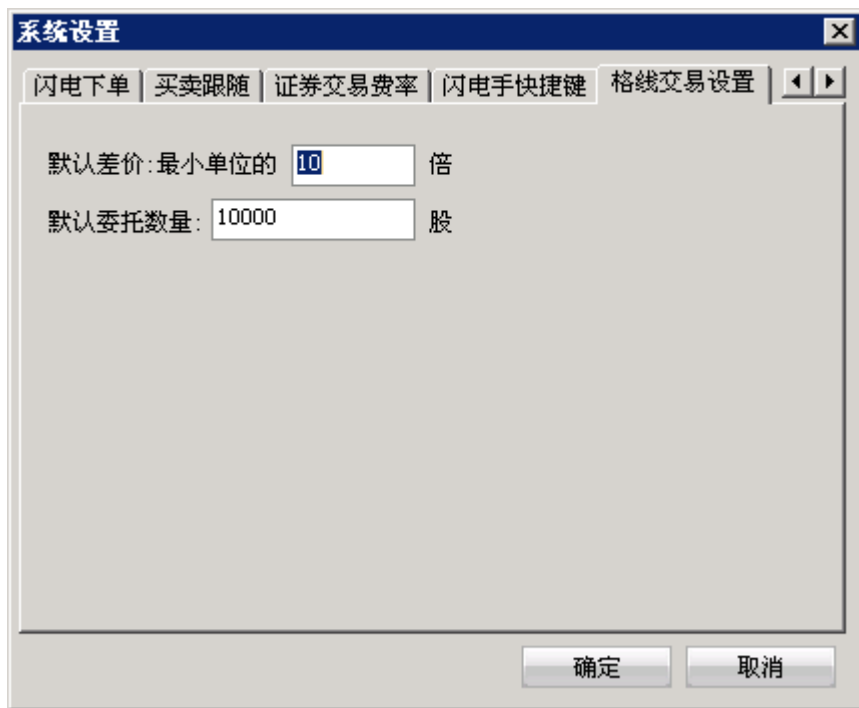 系统设置
闪电下单 买卖跟随 证券交易费率 闪电手快捷键 格线交易设置
默认差价:最小单位的 10 倍
默认委托数量: 10000 股
确定 取消